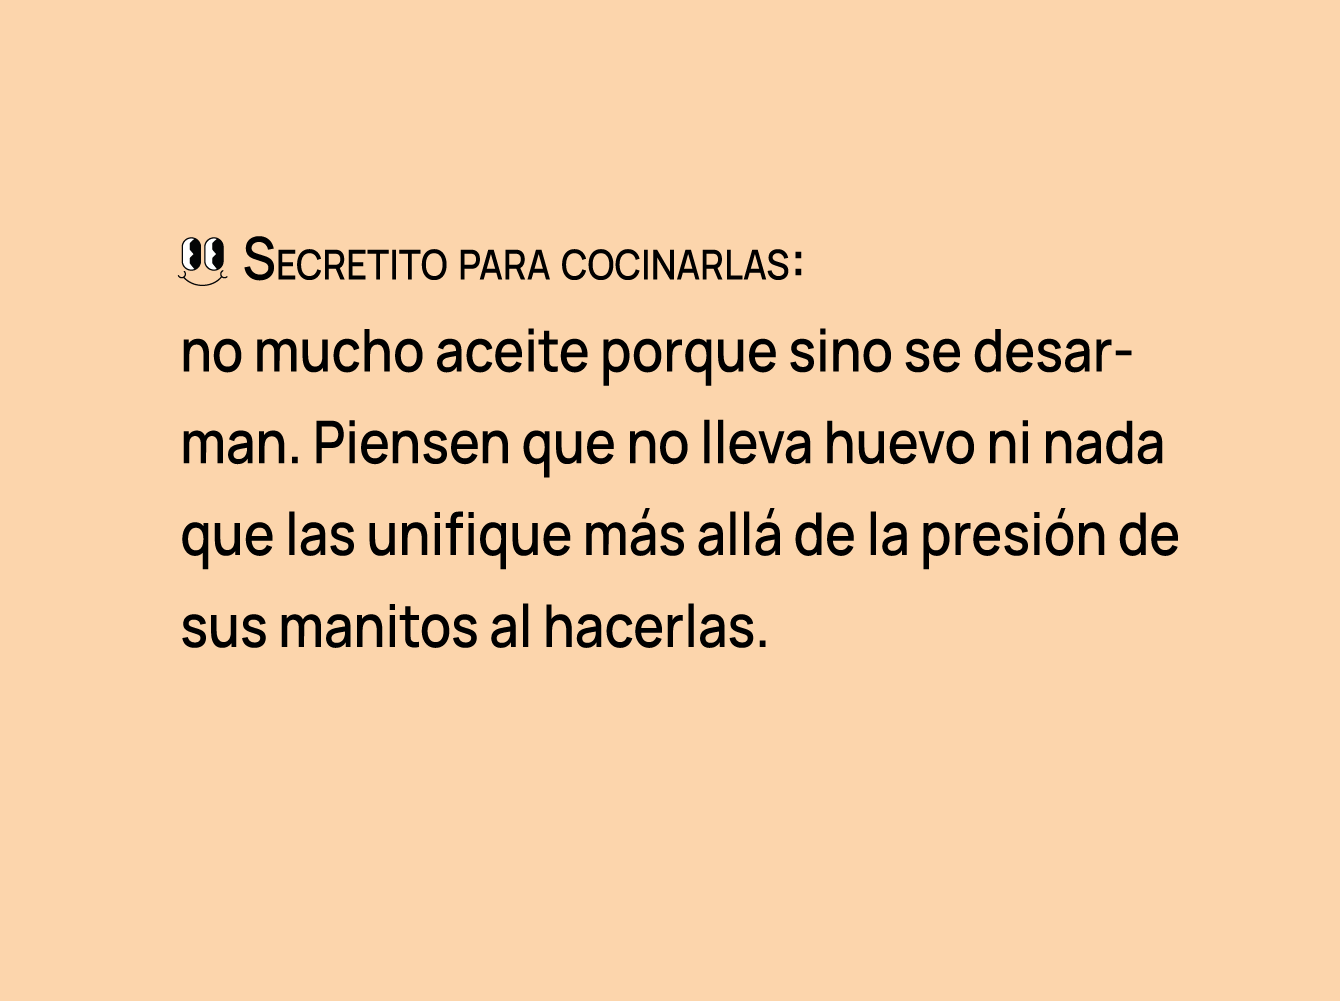 Secretito para cocinarlas:
no mucho aceite porque sino se desar-
man. Piensen que no lleva huevo ni nada
que las unifique más allá de la presión de
sus manitos al hacerlas.